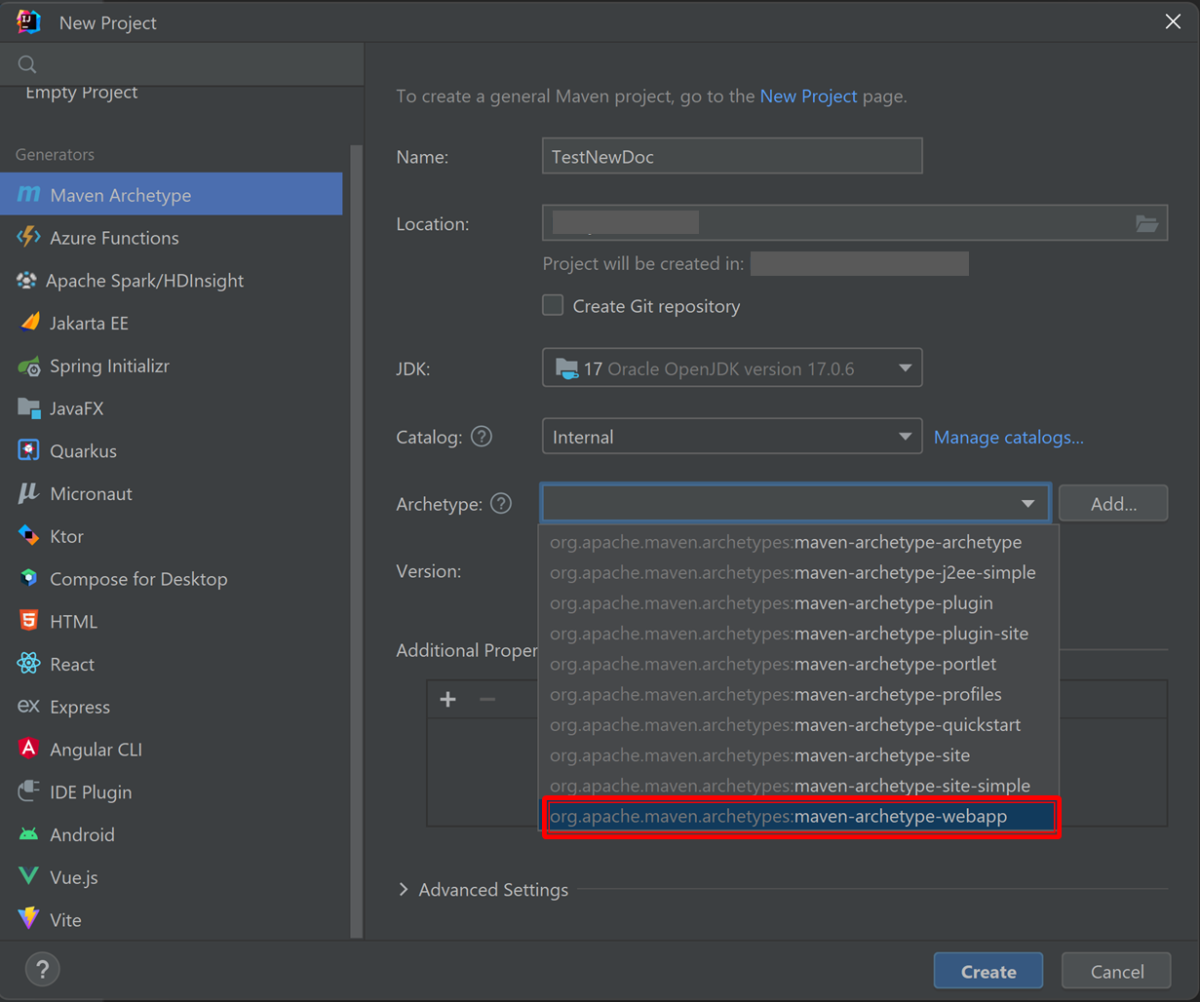 New Project
Empty Project
Generators
Maven Archetype
Azure Functions
Apache Spark/HDInsight
Jakarta EE
Spring Initializr
JavaFX
Quarkus
Micronaut
Ktor
Compose for Desktop
HTML
React
Express
Angular CLI
IDE Plugin
Android
Vue.js
Vite
To create a general Maven project, go to the New Project page.
Name: TestNewDoc
Location:
Project will be created in:
Create Git repository
JDK: 17 Oracle OpenJDK version 17.0.6
Catalog: ? Internal Manage catalogs...
Archetype: ? Add...
org.apache.maven.archetypes:maven-archetype-archetype
org.apache.maven.archetypes:maven-archetype-j2ee-simple
Version:
org.apache.maven.archetypes:maven-archetype-plugin
org.apache.maven.archetypes:maven-archetype-plugin-site
Additional Proper
org.apache.maven.archetypes:maven-archetype-portlet
org.apache.maven.archetypes:maven-archetype-profiles
org.apache.maven.archetypes:maven-archetype-quickstart
org.apache.maven.archetypes:maven-archetype-site
org.apache.maven.archetypes:maven-archetype-site-simple
org.apache.maven.archetypes:maven-archetype-webapp
Advanced Settings
? Create Cancel